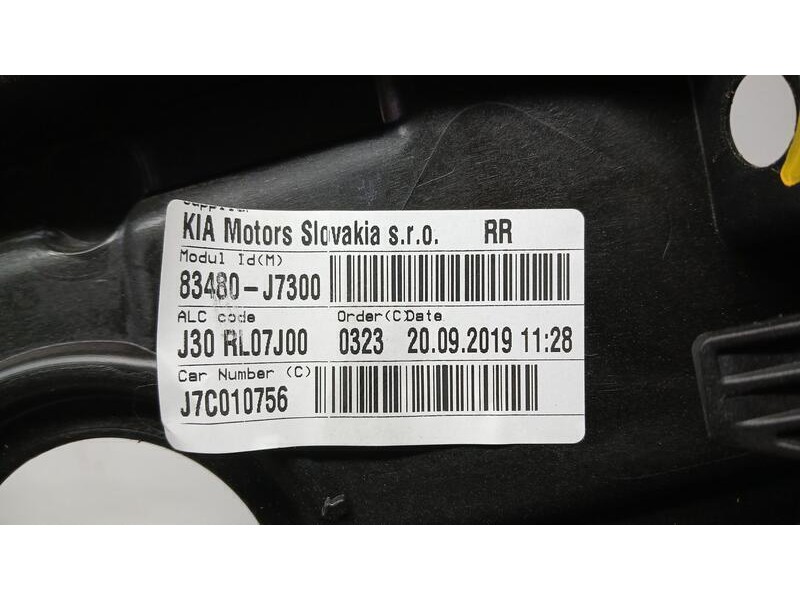 Supplier
KIA Motors Slovakia s.r.o. RR
Modul Id(M)
83480-J7300
ALC code Order(C)Date
J30 RL07J00 0323 20.09.2019 11:28
Car Number (C)
J7C010756